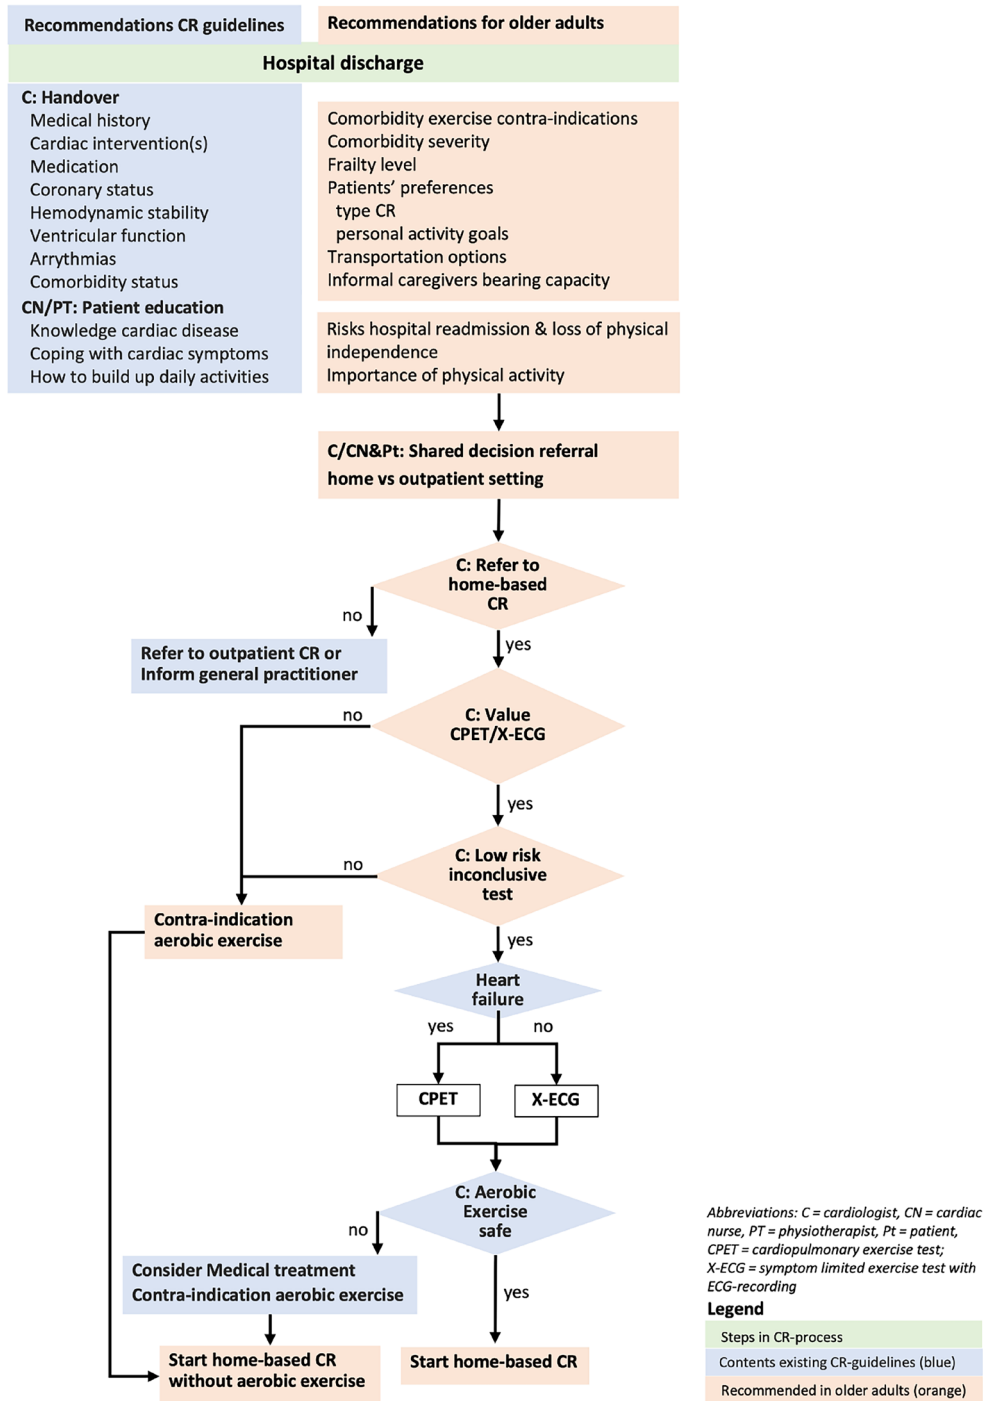 Recommendations CR guidelines
Recommendations for older adults
Hospital discharge
C: Handover
Medical history
Cardiac intervention(s)
Medication
Coronary status
Hemodynamic stability
Ventricular function
Arrythmias
Comorbidity status
CN/PT: Patient education
Knowledge cardiac disease
Coping with cardiac symptoms
How to build up daily activities
Comorbidity exercise contra-indications
Comorbidity severity
Frailty level
Patients’ preferences
type CR
personal activity goals
Transportation options
Informal caregivers bearing capacity
Risks hospital readmission & loss of physical
independence
Importance of physical activity
C/CN&Pt: Shared decision referral
home vs outpatient setting
C: Refer to
home-based
CR
no
yes
Refer to outpatient CR or
Inform general practitioner
C: Value
CPET/X-ECG
no
yes
C: Low risk
inconclusive
test
no
yes
Contra-indication
aerobic exercise
Heart
failure
yes
no
CPET
X-ECG
C: Aerobic
Exercise
safe
no
yes
Consider Medical treatment
Contra-indication aerobic exercise
Start home-based CR
without aerobic exercise
Start home-based CR
Abbreviations: C = cardiologist, CN = cardiac
nurse, PT = physiotherapist, Pt = patient,
CPET = cardiopulmonary exercise test;
X-ECG = symptom limited exercise test with
ECG-recording
Legend
Steps in CR-process
Contents existing CR-guidelines (blue)
Recommended in older adults (orange)